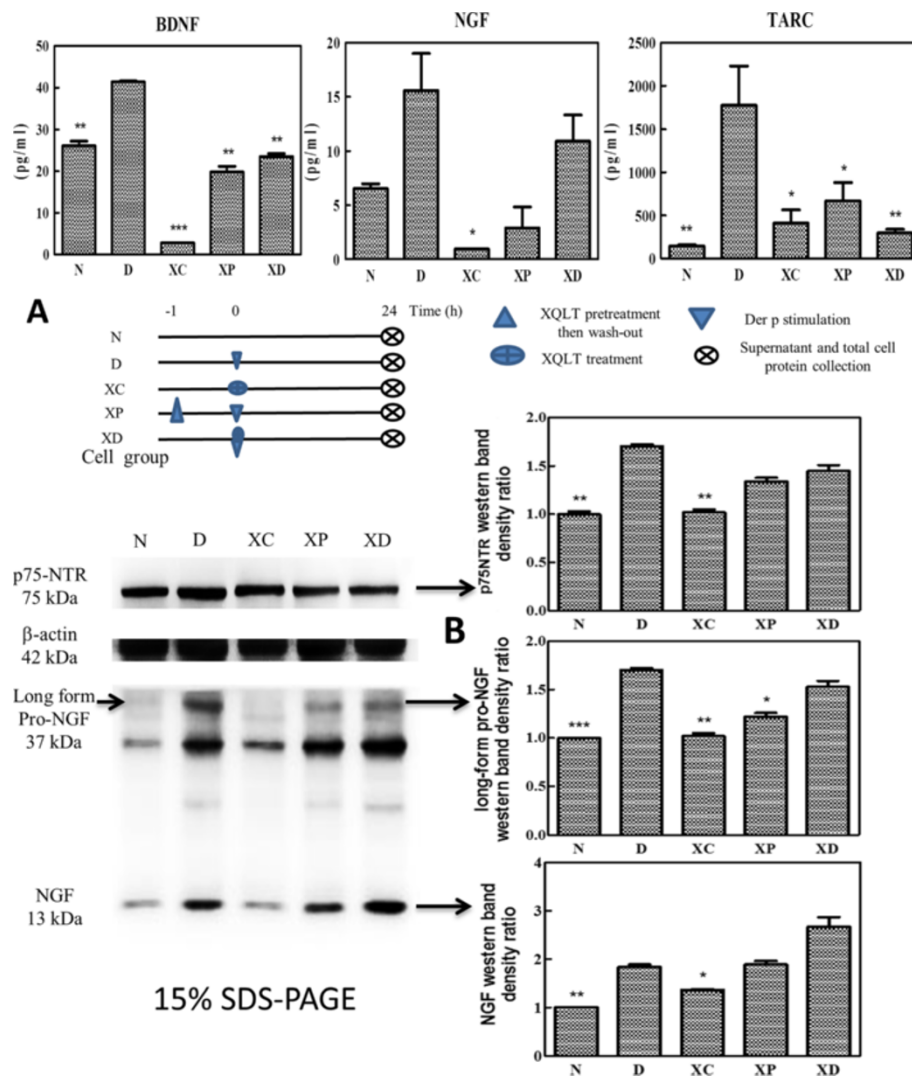 BDNF
50
40
30
20
10
0
(pg/ml)
**
***
**
**
N D XC XP XD
NGF
20
15
10
5
0
(pg/ml)
*
N D XC XP XD
TARC
2500
2000
1500
1000
500
0
(pg/ml)
**
*
*
**
N D XC XP XD
A
-1 0 24 Time (h)
N
D
XC
XP
XD
Cell group
XQLT pretreatment
then wash-out
Der p stimulation
XQLT treatment
Supernatant and total cell
protein collection
N D XC XP XD
p75-NTR
75 kDa
β-actin
42 kDa
Long form
Pro-NGF
37 kDa
NGF
13 kDa
15% SDS-PAGE
B
p75NTR western band
density ratio
2.0
1.5
1.0
0.5
0.0
**
**
N D XC XP XD
long-form pro-NGF
western band density ratio
2.0
1.5
1.0
0.5
0.0
***
**
*
N D XC XP XD
NGF western band
density ratio
4
3
2
1
0
**
*
N D XC XP XD